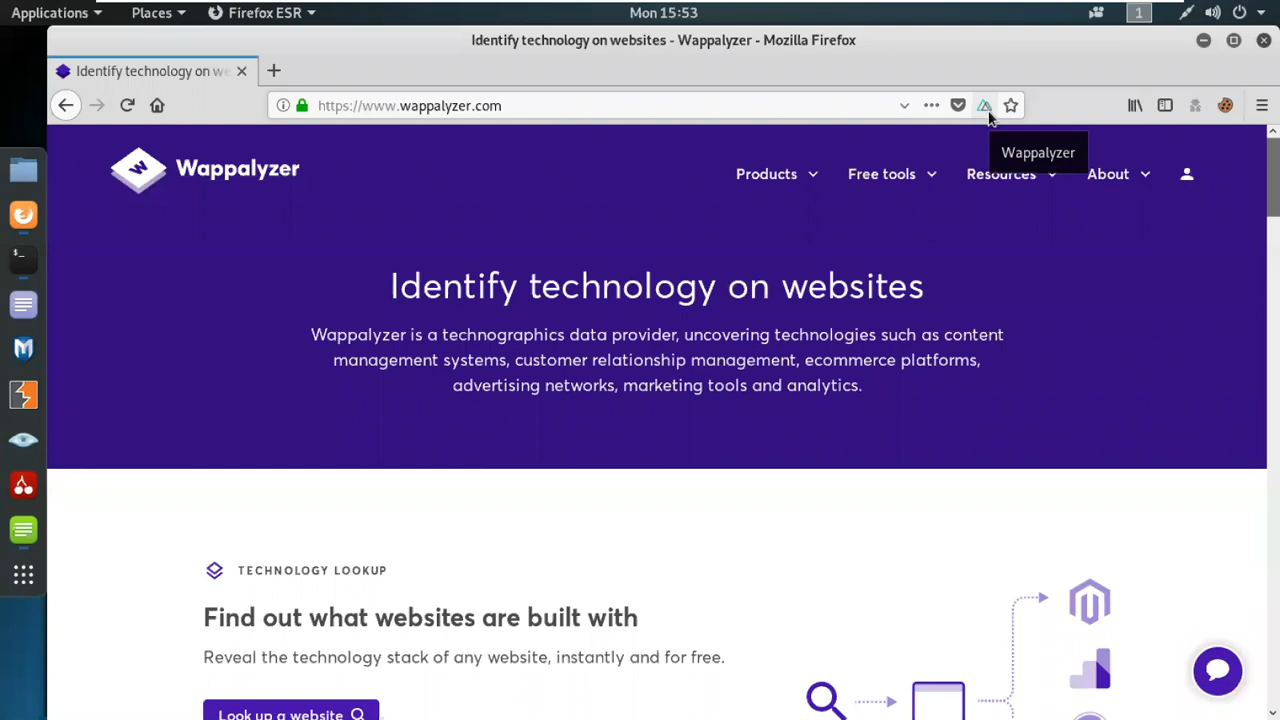 Applications
Places
Firefox ESR
Mon 15:53
1
Identify technology on websites - Wappalyzer - Mozilla Firefox
Identify technology on we
https://www.wappalyzer.com
Wappalyzer
Wappalyzer
Products
Free tools
Resources
About
Identify technology on websites
Wappalyzer is a technographics data provider, uncovering technologies such as content
management systems, customer relationship management, ecommerce platforms,
advertising networks, marketing tools and analytics.
TECHNOLOGY LOOKUP
Find out what websites are built with
Reveal the technology stack of any website, instantly and for free.
Look up a website